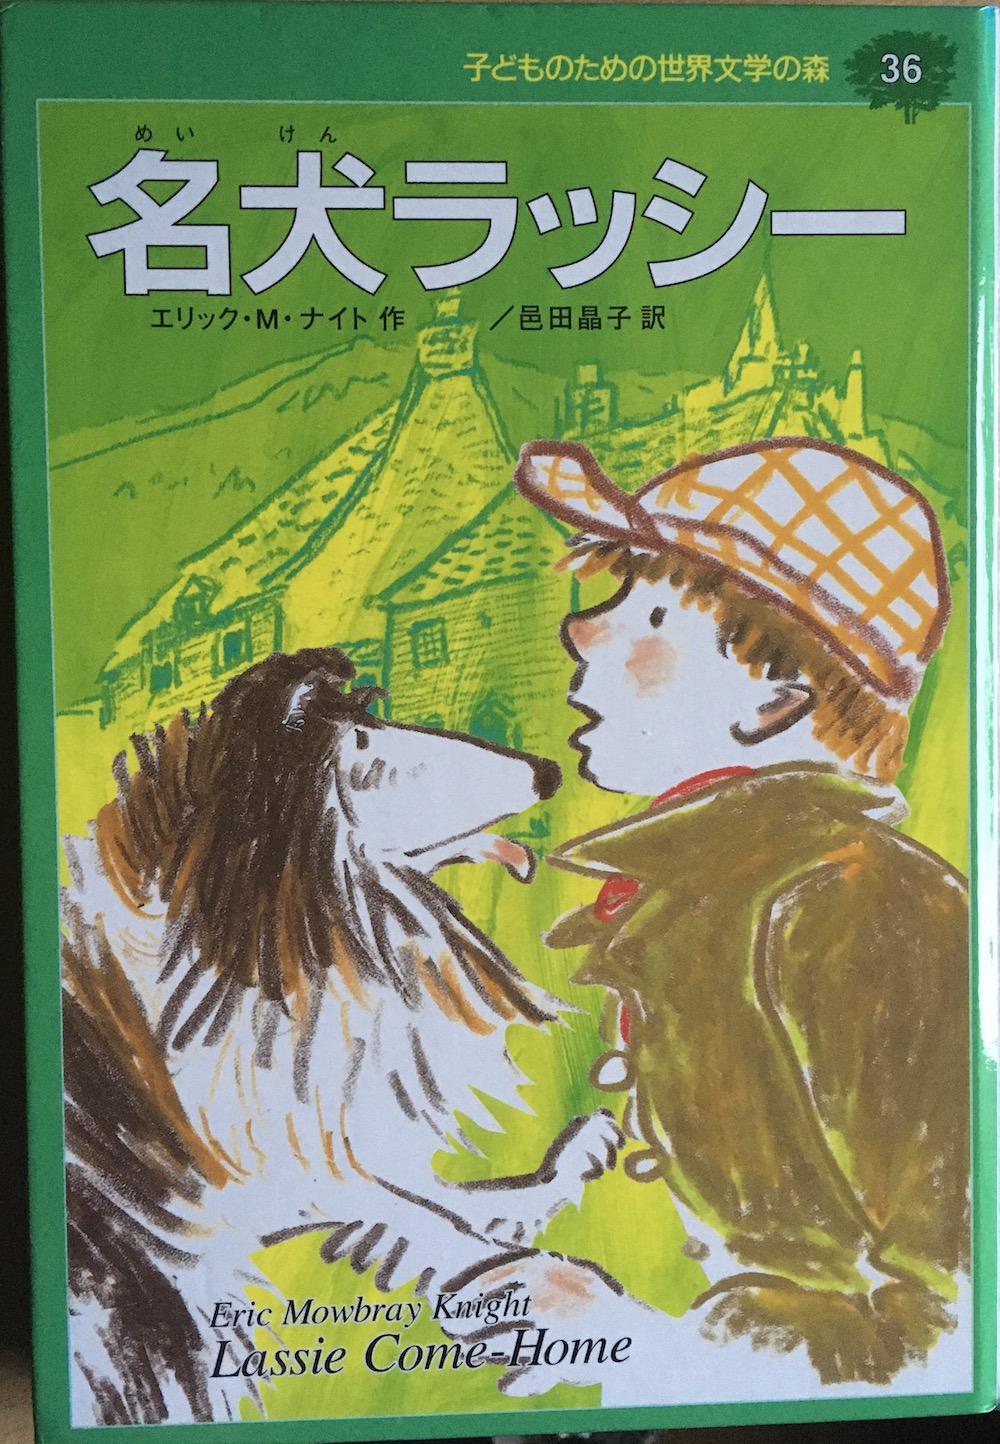 子どものための世界文学の森 36
めい けん
名犬ラッシー
エリック・M・ナイト 作 /邑田晶子 訳
Eric Mowbray Knight
Lassie Come-Home